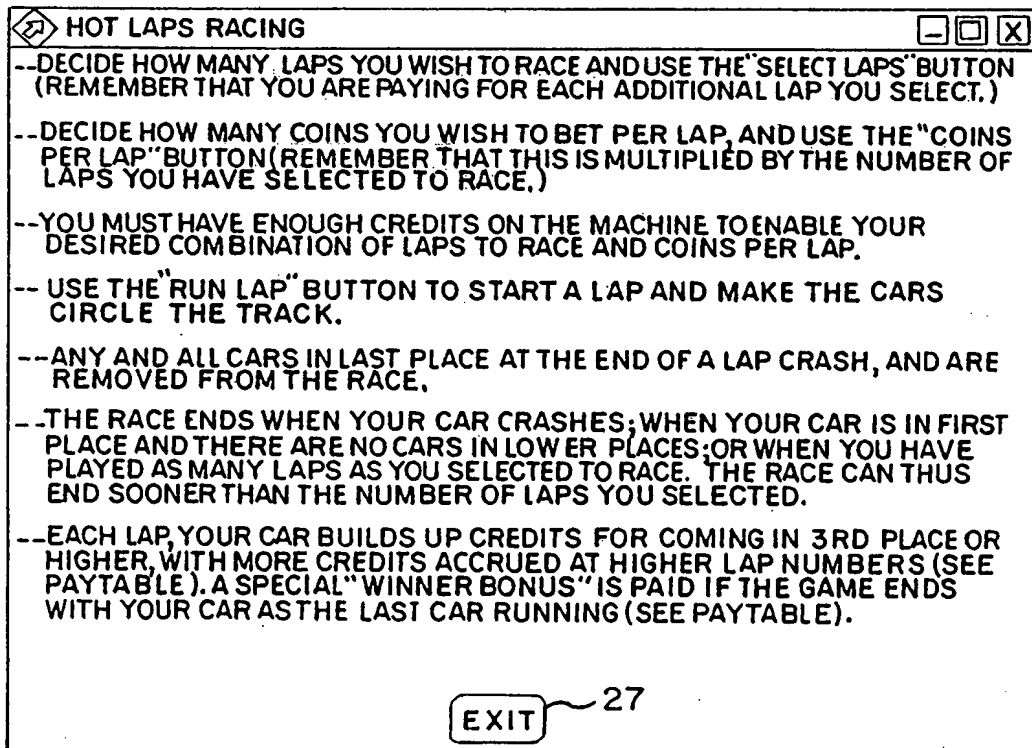 HOT LAPS RACING
--DECIDE HOW MANY LAPS YOU WISH TO RACE AND USE THE "SELECT LAPS" BUTTON
(REMEMBER THAT YOU ARE PAYING FOR EACH ADDITIONAL LAP YOU SELECT.)
--DECIDE HOW MANY COINS YOU WISH TO BET PER LAP, AND USE THE "COINS
PER LAP" BUTTON (REMEMBER THAT THIS IS MULTIPLIED BY THE NUMBER OF
LAPS YOU HAVE SELECTED TO RACE.)
--YOU MUST HAVE ENOUGH CREDITS ON THE MACHINE TO ENABLE YOUR
DESIRED COMBINATION OF LAPS TO RACE AND COINS PER LAP.
-- USE THE "RUN LAP" BUTTON TO START A LAP AND MAKE THE CARS
CIRCLE THE TRACK.
--ANY AND ALL CARS IN LAST PLACE AT THE END OF A LAP CRASH, AND ARE
REMOVED FROM THE RACE.
--THE RACE ENDS WHEN YOUR CAR CRASHES; WHEN YOUR CAR IS IN FIRST
PLACE AND THERE ARE NO CARS IN LOWER PLACES; OR WHEN YOU HAVE
PLAYED AS MANY LAPS AS YOU SELECTED TO RACE. THE RACE CAN THUS
END SOONER THAN THE NUMBER OF LAPS YOU SELECTED.
--EACH LAP, YOUR CAR BUILDS UP CREDITS FOR COMING IN 3RD PLACE OR
HIGHER, WITH MORE CREDITS ACCRUED AT HIGHER LAP NUMBERS (SEE
PAYTABLE). A SPECIAL "WINNER BONUS" IS PAID IF THE GAME ENDS
WITH YOUR CAR AS THE LAST CAR RUNNING (SEE PAYTABLE).
EXIT 27